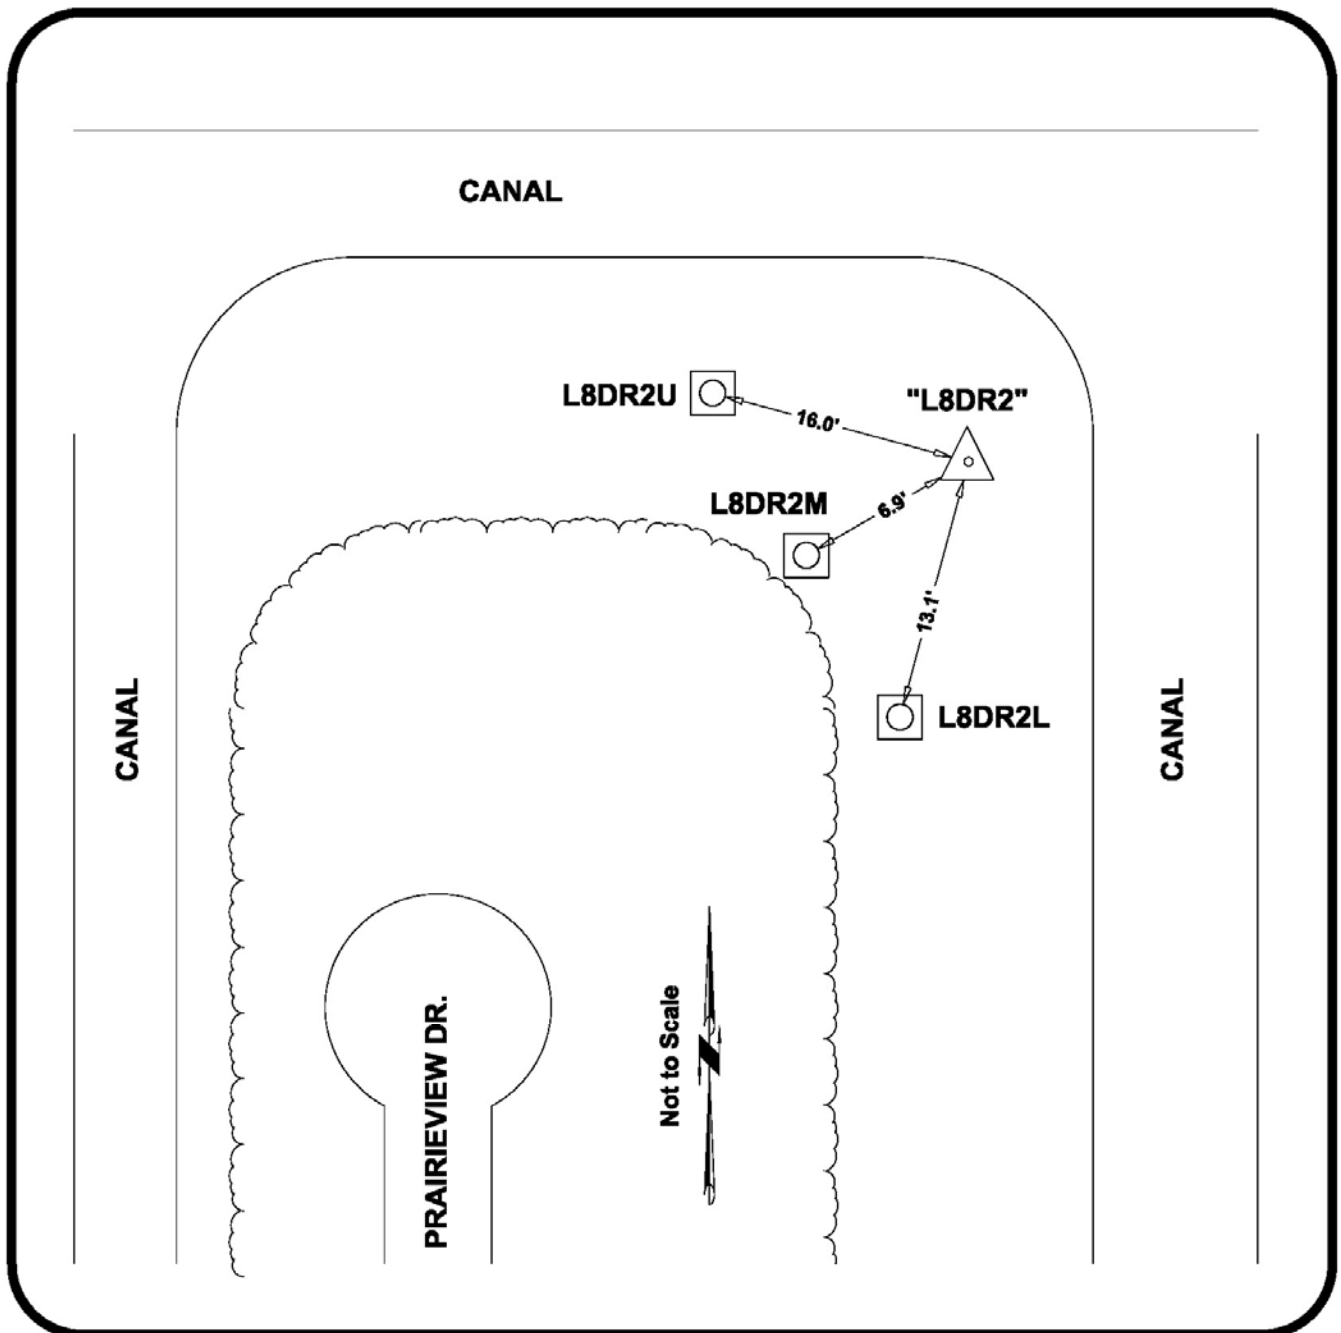 CANAL
L8DR2U
"L8DR2"
16.0'
L8DR2M
6.9'
13.1'
L8DR2L
CANAL
CANAL
Not to Scale
N
PRAIRIEVIEW DR.